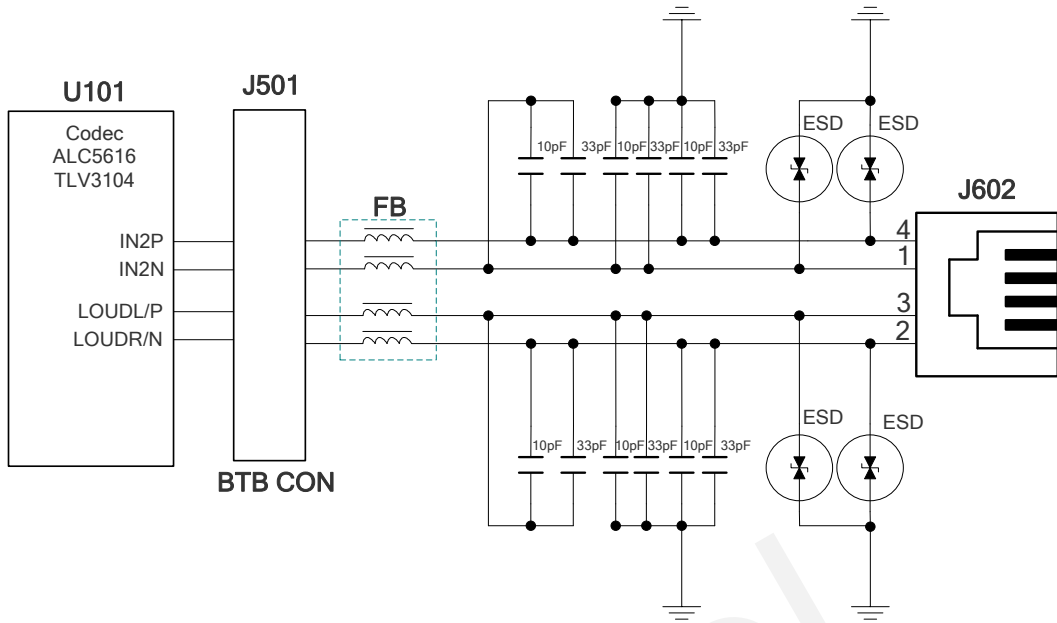 U101
Codec
ALC5616
TLV3104
IN2P
IN2N
LOUDL/P
LOUDR/N
J501
BTB CON
FB
10pF 33pF 10pF 33pF 10pF 33pF
ESD ESD
J602
4
1
3
2
10pF 33pF 10pF 33pF 10pF 33pF
ESD ESD